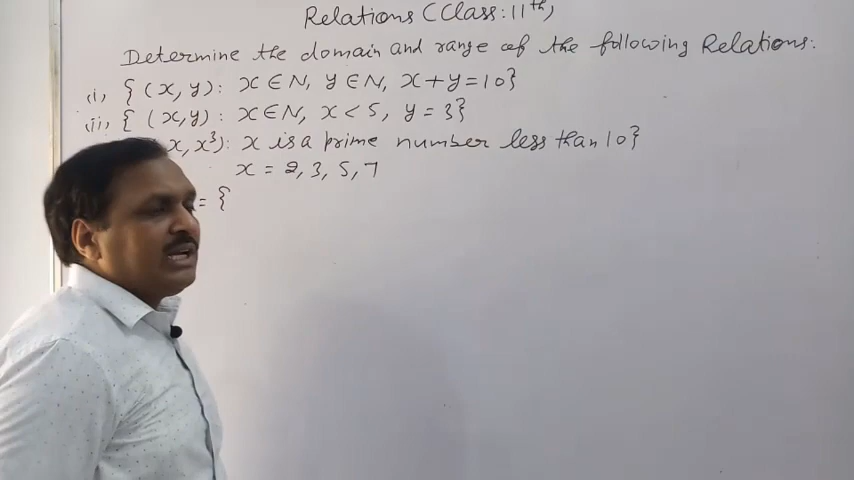 Relations (Class: 11th)
Determine the domain and range of the following Relations:
(i) { (x, y): x ∈ N, y ∈ N, x + y = 10}
(ii) { (x, y): x ∈ N, x < 5, y = 3}
x, x³): x is a prime number less than 10}
x = 2, 3, 5, 7
= {